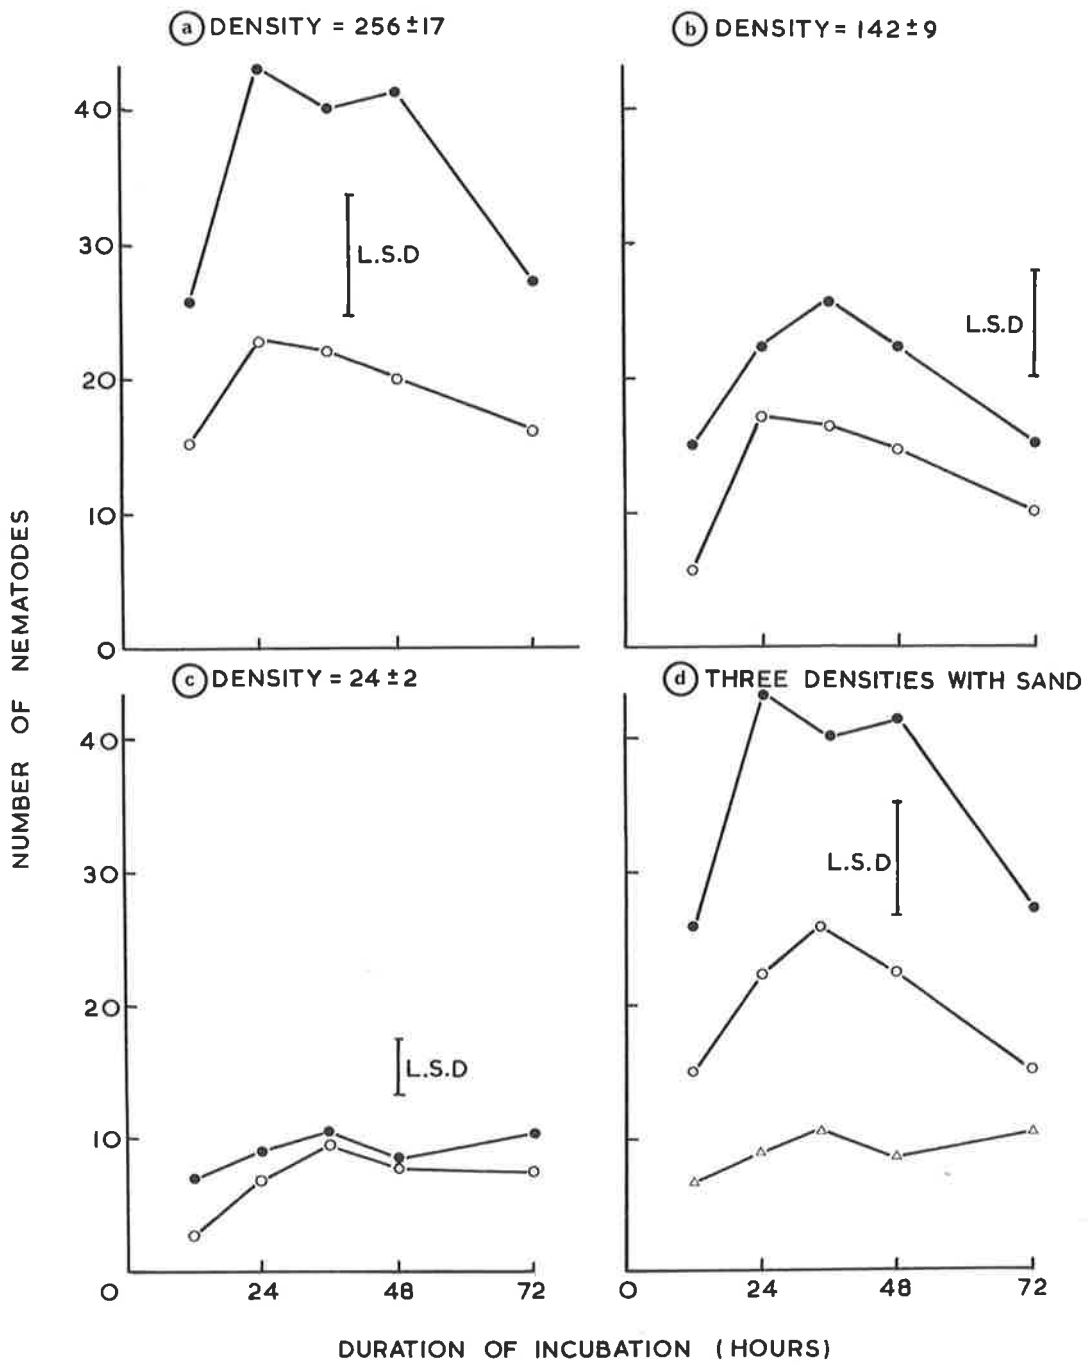 a DENSITY = 256 ±17
b DENSITY = 142 ± 9
40
30
20
10
0
L.S.D
L.S.D
c DENSITY = 24 ± 2
d THREE DENSITIES WITH SAND
40
30
20
10
L.S.D
L.S.D
0 24 48 72
0 24 48 72
NUMBER OF NEMATODES
DURATION OF INCUBATION (HOURS)